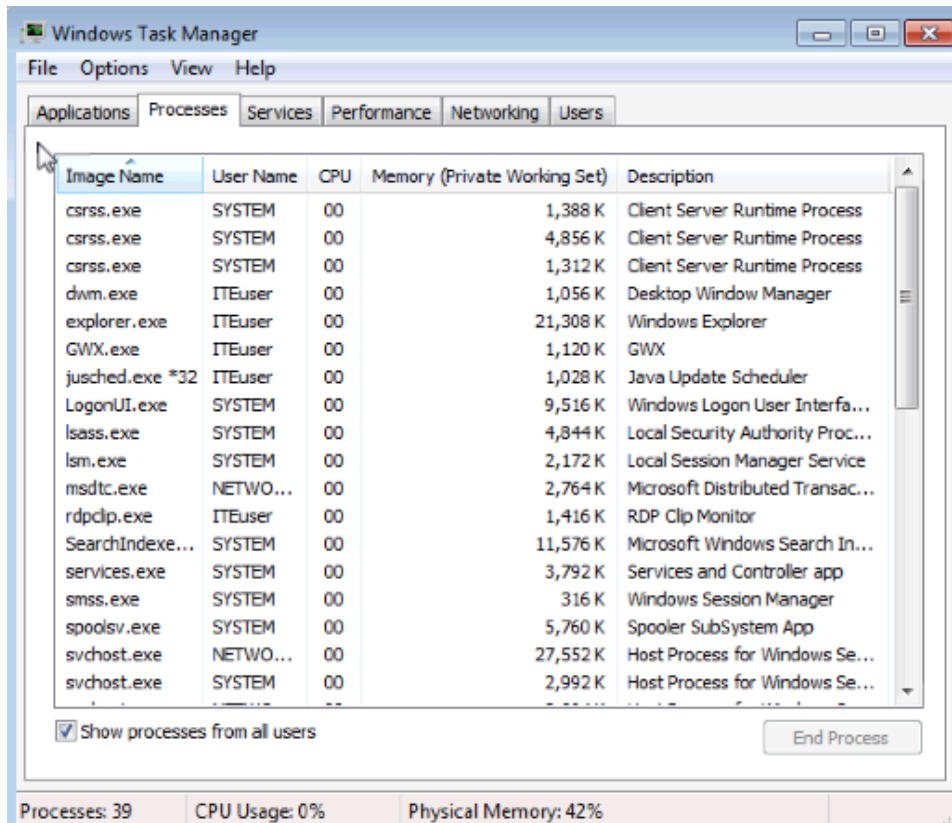 Windows Task Manager
File Options View Help
Applications Processes Services Performance Networking Users
Image Name User Name CPU Memory (Private Working Set) Description
csrss.exe SYSTEM 00 1,388 K Client Server Runtime Process
csrss.exe SYSTEM 00 4,856 K Client Server Runtime Process
csrss.exe SYSTEM 00 1,312 K Client Server Runtime Process
dwm.exe ITEuser 00 1,056 K Desktop Window Manager
explorer.exe ITEuser 00 21,308 K Windows Explorer
GWX.exe ITEuser 00 1,120 K GWX
jusched.exe *32 ITEuser 00 1,028 K Java Update Scheduler
LogonUI.exe SYSTEM 00 9,516 K Windows Logon User Interfa...
lsass.exe SYSTEM 00 4,844 K Local Security Authority Proc...
lsm.exe SYSTEM 00 2,172 K Local Session Manager Service
msdtc.exe NETWO... 00 2,764 K Microsoft Distributed Transac...
rdpclip.exe ITEuser 00 1,416 K RDP Clip Monitor
SearchIndexe... SYSTEM 00 11,576 K Microsoft Windows Search In...
services.exe SYSTEM 00 3,792 K Services and Controller app
smss.exe SYSTEM 00 316 K Windows Session Manager
spoolsv.exe SYSTEM 00 5,760 K Spooler SubSystem App
svchost.exe NETWO... 00 27,552 K Host Process for Windows Se...
svchost.exe SYSTEM 00 2,992 K Host Process for Windows Se...
Show processes from all users
End Process
Processes: 39 CPU Usage: 0% Physical Memory: 42%